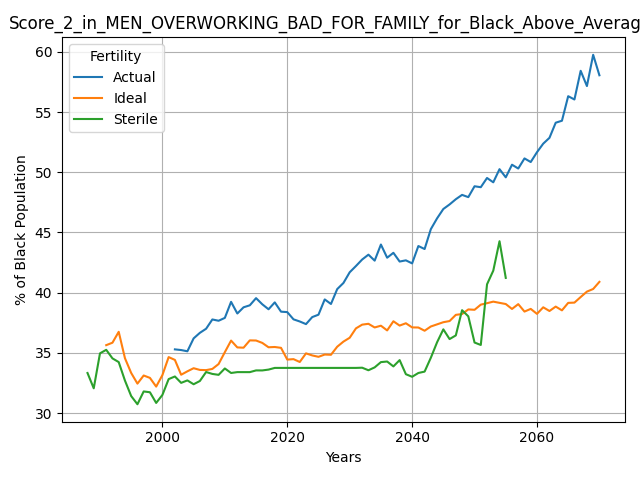 Score_2_in_MEN_OVERWORKING_BAD_FOR_FAMILY_for_Black_Above_Averag
Fertility
Actual
Ideal
Sterile
60
55
50
45
40
35
30
% of Black Population
2000 2020 2040 2060
Years